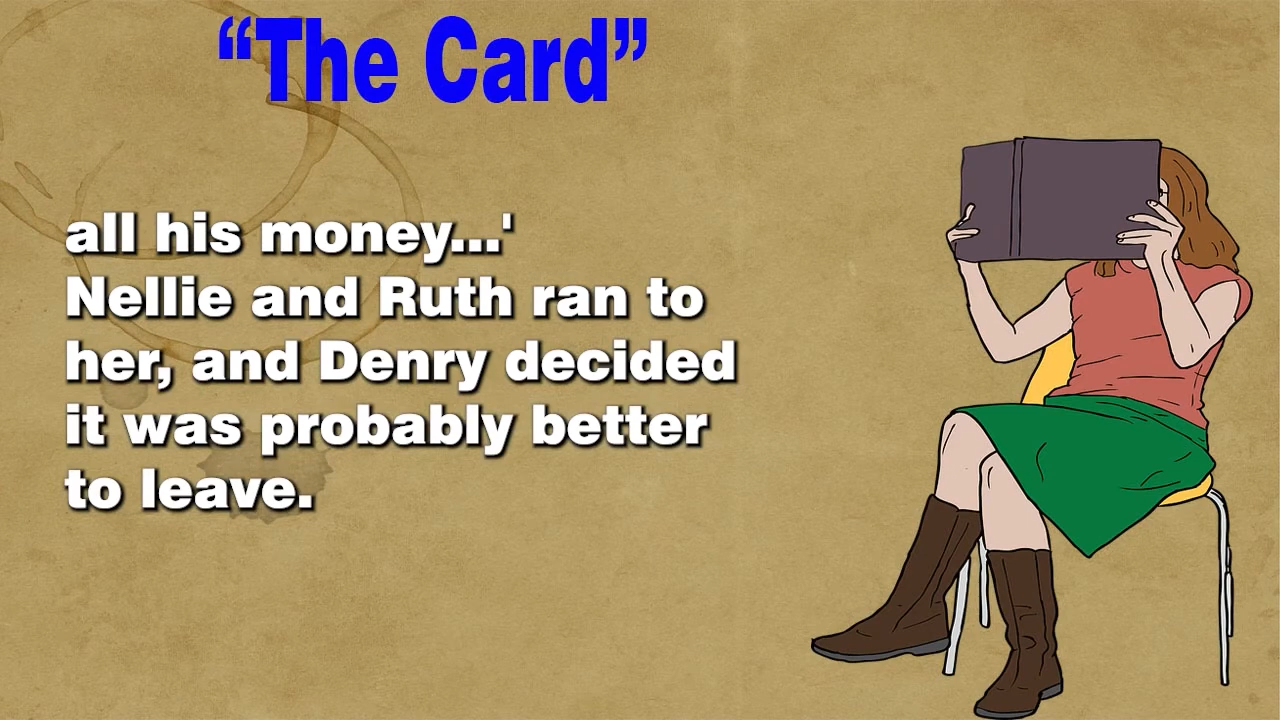 “The Card”
all his money...'
Nellie and Ruth ran to
her, and Denry decided
it was probably better
to leave.